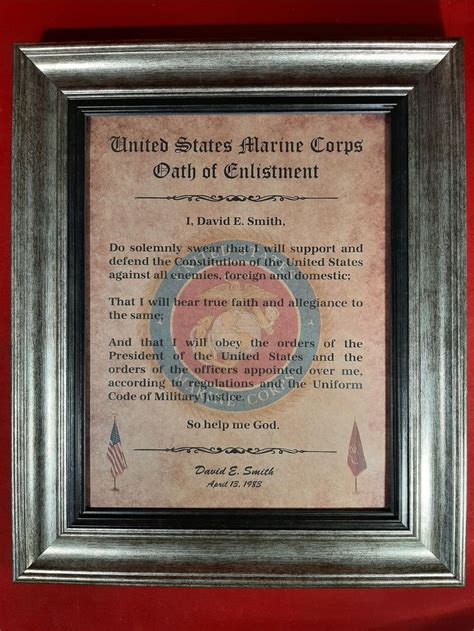 United States Marine Corps
Oath of Enlistment
I, David E. Smith,
Do solemnly swear that I will support and
defend the Constitution of the United States
against all enemies, foreign and domestic;
That I will bear true faith and allegiance to
the same;
And that I will obey the orders of the
President of the United States and the
orders of the officers appointed over me,
according to regulations and the Uniform
Code of Military Justice.
So help me God.
David E. Smith
April 13, 1983